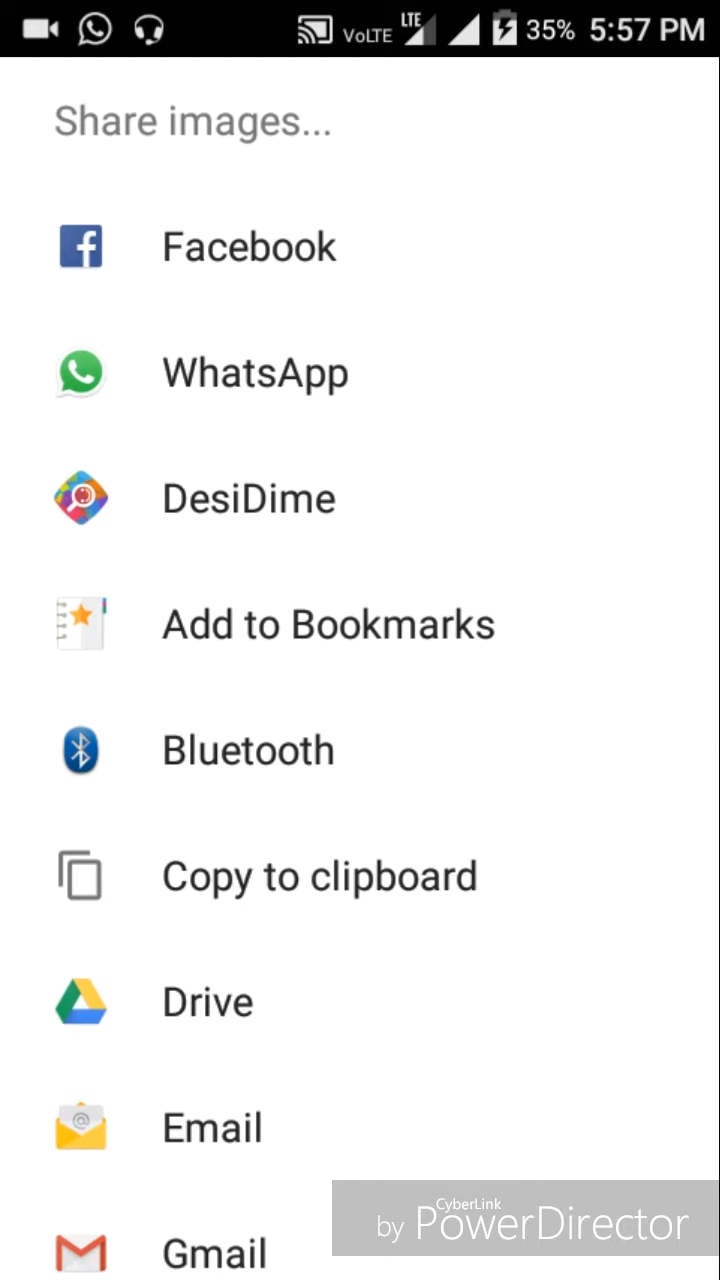 VoLTE LTE 35% 5:57 PM
Share images...
Facebook
WhatsApp
DesiDime
Add to Bookmarks
Bluetooth
Copy to clipboard
Drive
@
Email
Gmail
CyberLink
by PowerDirector